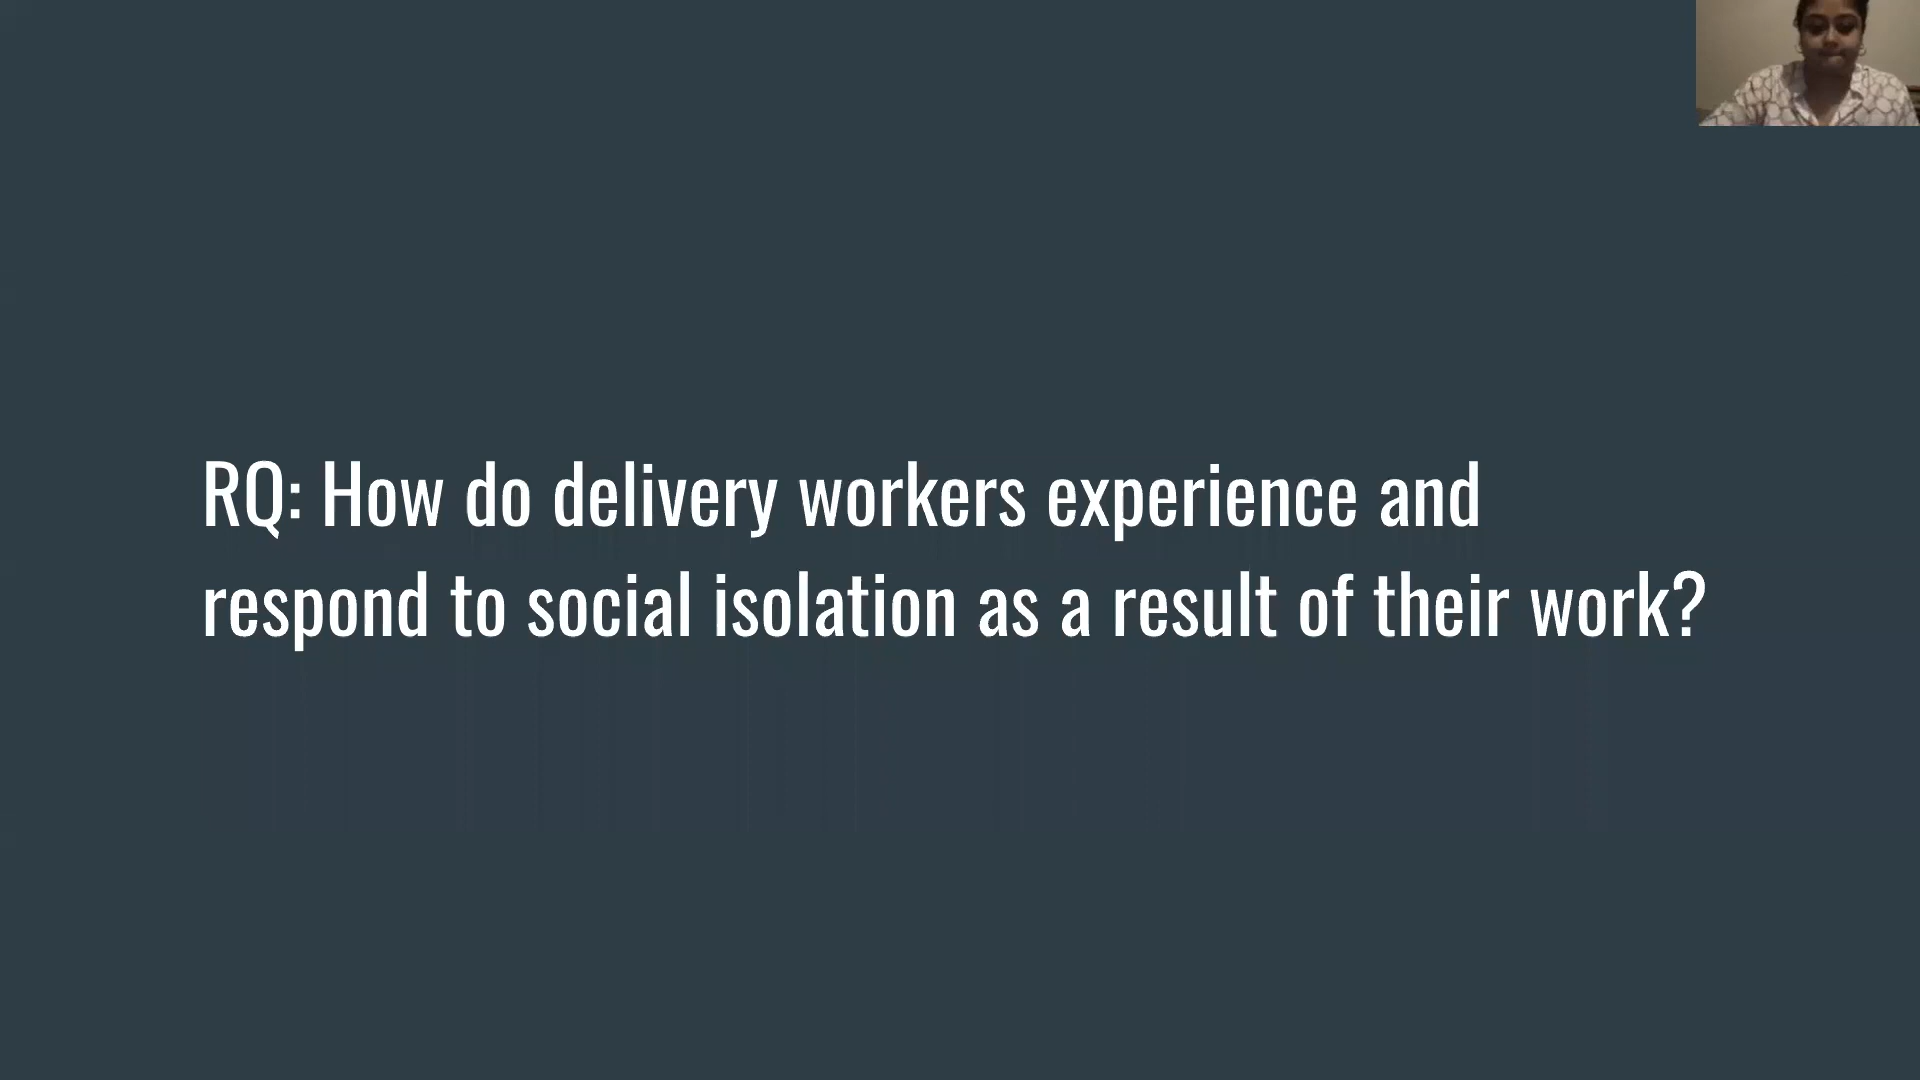 RQ: How do delivery workers experience and
respond to social isolation as a result of their work?